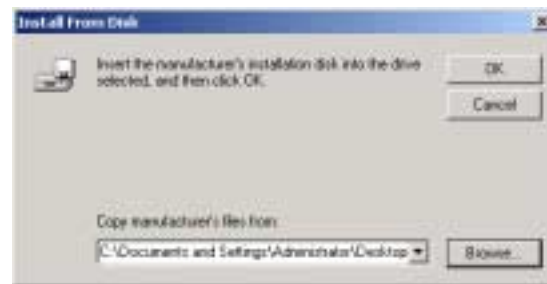 Install From Disk
Insert the manufacturer's installation disk into the drive
selected, and then click OK.
OK
Cancel
Copy manufacturer's files from:
C:\Documents and Settings\Administrator\Desktop
Browse...